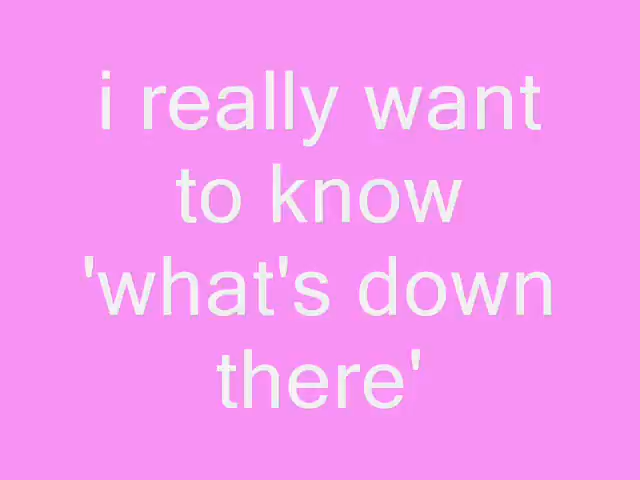 i really want
to know
'what's down
there'